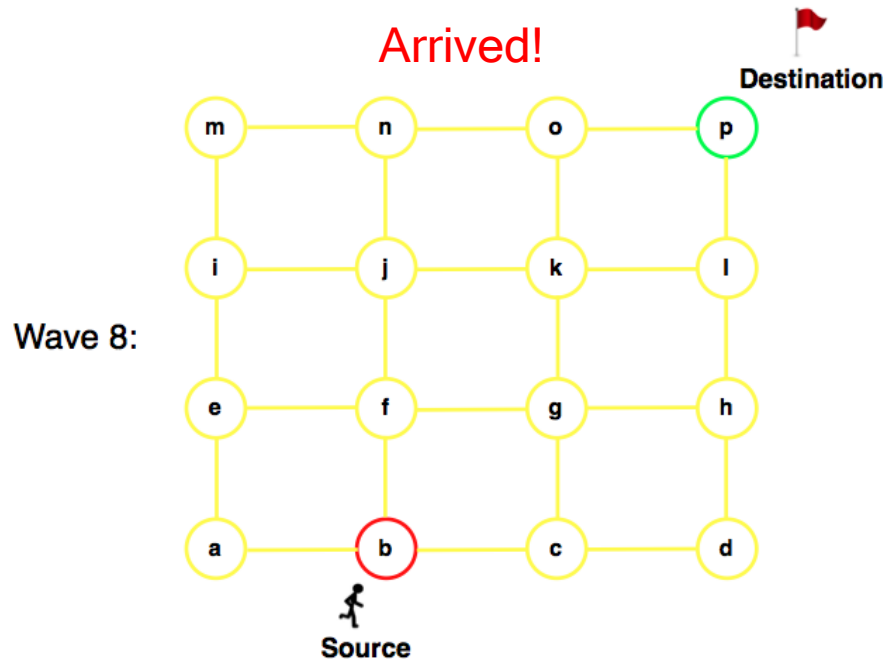 Arrived!
Destination
m n o p
i j k l
Wave 8:
e f g h
a b c d
Source